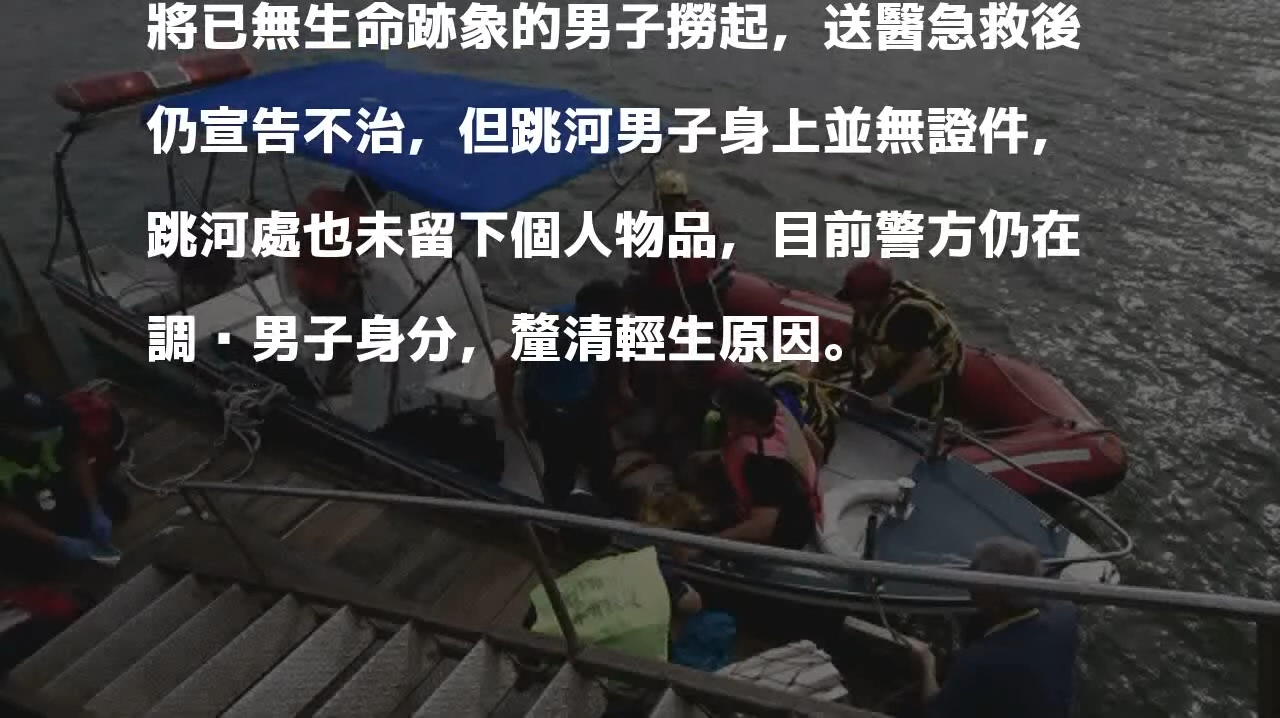 將已無生命跡象的男子撈起，送醫急救後
仍宣告不治，但跳河男子身上並無證件，
跳河處也未留下個人物品，目前警方仍在
調▪男子身分，釐清輕生原因。